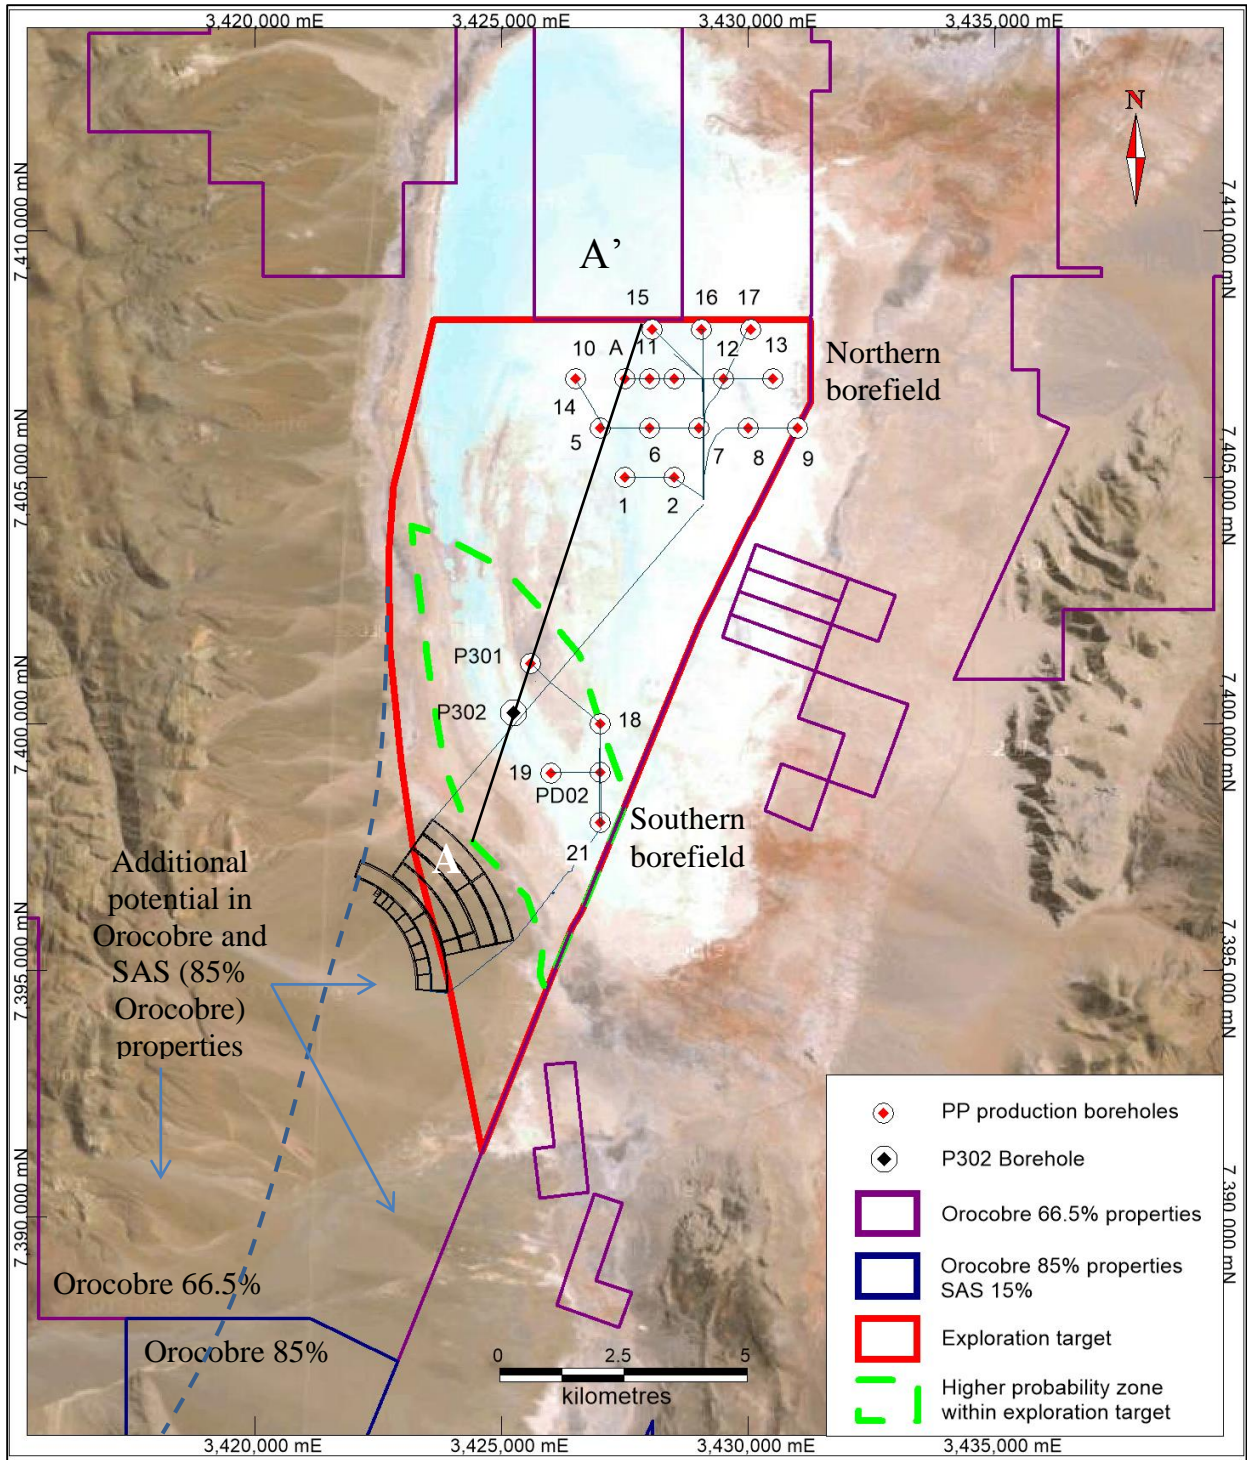 3,420,000 mE
3,425,000 mE
3,430,000 mE
3,435,000 mE
N
7,410,000 mN
7,410,000 mN
A’
15
16
17
10
A
11
12
13
Northern
borefield
14
5
6
7
8
9
1
2
7,405,000 mN
7,405,000 mN
P301
P302
18
7,400,000 mN
7,400,000 mN
19
PD02
21
Southern
borefield
A
Additional
potential in
Orocobre and
SAS (85%
Orocobre)
properties
7,395,000 mN
7,395,000 mN
7,390,000 mN
7,390,000 mN
Orocobre 66.5%
Orocobre 85%
0
2.5
5
kilometres
PP production boreholes
P302 Borehole
Orocobre 66.5% properties
Orocobre 85% properties
SAS 15%
Exploration target
Higher probability zone
within exploration target
3,420,000 mE
3,425,000 mE
3,430,000 mE
3,435,000 mE